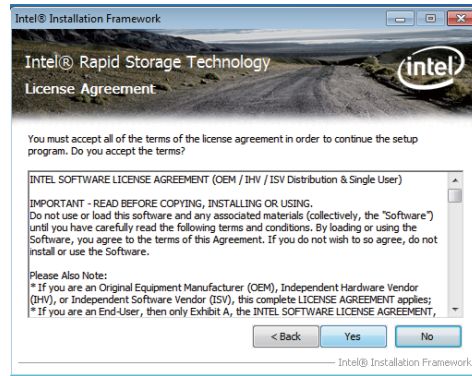 Intel® Installation Framework
Intel® Rapid Storage Technology
License Agreement
intel
You must accept all of the terms of the license agreement in order to continue the setup
program. Do you accept the terms?
INTEL SOFTWARE LICENSE AGREEMENT (OEM / IHV / ISV Distribution & Single User)
IMPORTANT - READ BEFORE COPYING, INSTALLING OR USING.
Do not use or load this software and any associated materials (collectively, the "Software")
until you have carefully read the following terms and conditions. By loading or using the
Software, you agree to the terms of this Agreement. If you do not wish to so agree, do not
install or use the Software.
Please Also Note:
* If you are an Original Equipment Manufacturer (OEM), Independent Hardware Vendor
(IHV), or Independent Software Vendor (ISV), this complete LICENSE AGREEMENT applies;
* If you are an End-User, then only Exhibit A, the INTEL SOFTWARE LICENSE AGREEMENT,
< Back Yes No
Intel® Installation Framework